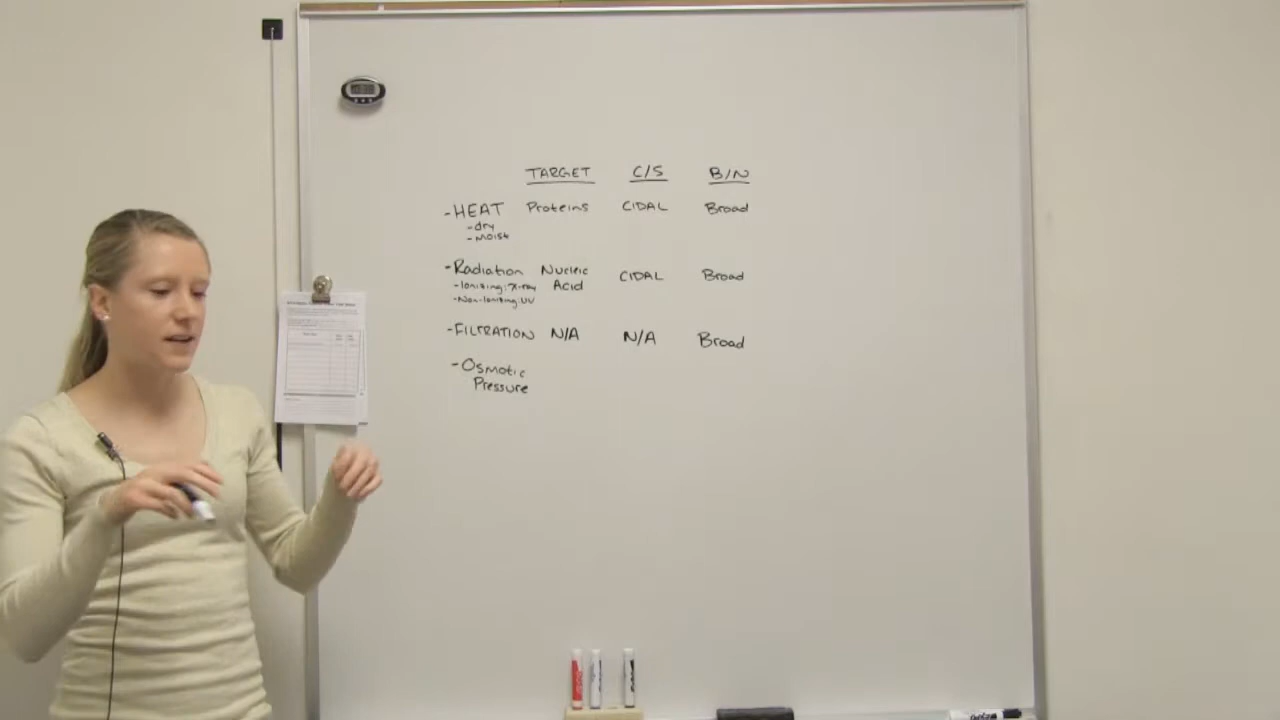 TARGET C/S B/N
-HEAT Proteins CIDAL Broad
-dry
-Moist
-Radiation Nucleic Acid CIDAL Broad
-Ionizing: X-ray
-Non-Ionizing: UV
-FILTRATION N/A N/A Broad
-Osmotic
Pressure